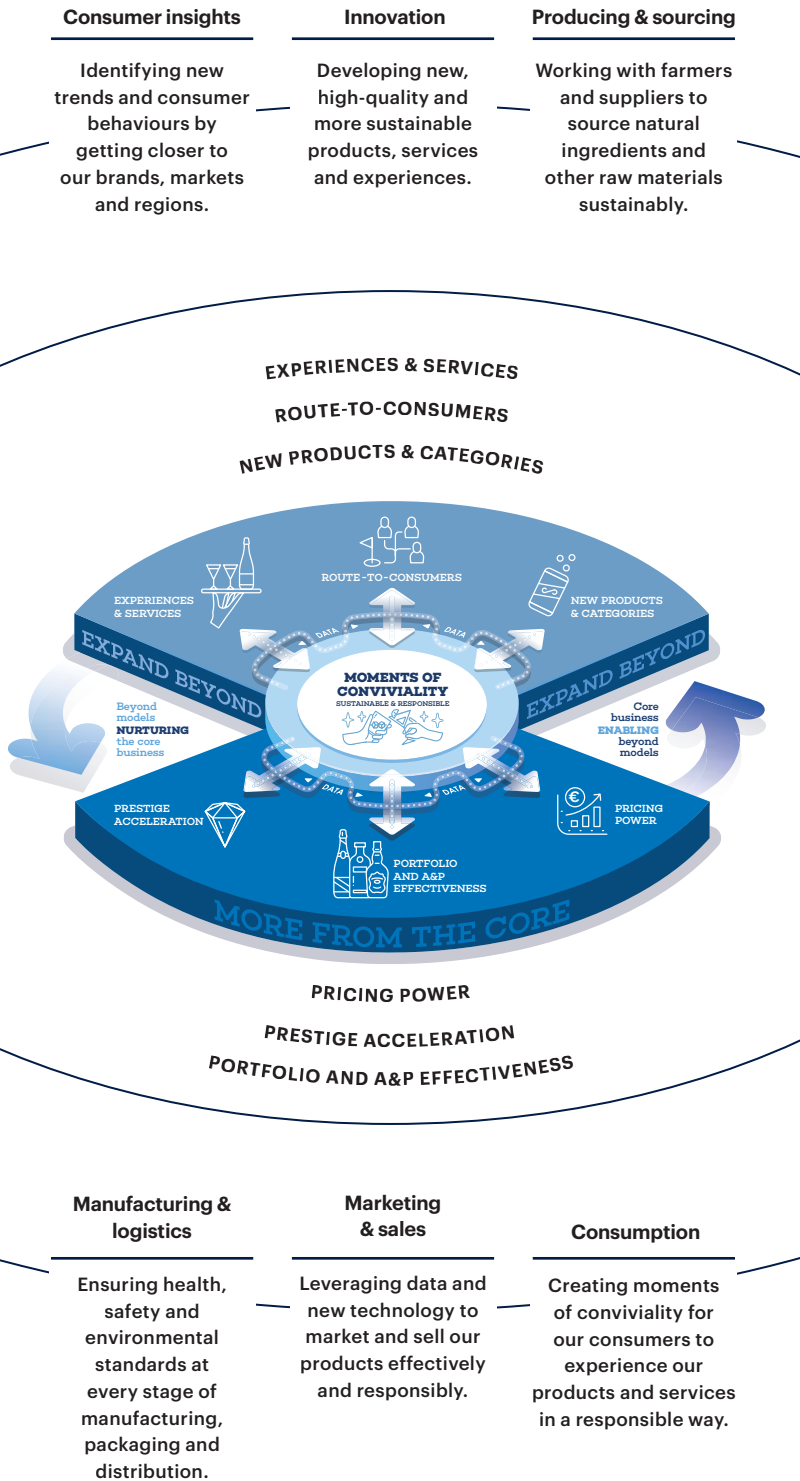 Consumer insights
Identifying new
trends and consumer
behaviours by
getting closer to
our brands, markets
and regions.
Innovation
Developing new,
high-quality and
more sustainable
products, services
and experiences.
Producing & sourcing
Working with farmers
and suppliers to
source natural
ingredients and
other raw materials
sustainably.
EXPERIENCES & SERVICES
ROUTE-TO-CONSUMERS
NEW PRODUCTS & CATEGORIES
ROUTE-TO-CONSUMERS
EXPERIENCES
& SERVICES
NEW PRODUCTS
& CATEGORIES
DATA
DATA
EXPAND BEYOND
EXPAND BEYOND
MOMENTS OF
CONVIVIALITY
SUSTAINABLE & RESPONSIBLE
Beyond
models
NURTURING
the core
business
Core
business
ENABLING
beyond
models
DATA
DATA
PRESTIGE
ACCELERATION
€
PRICING
POWER
PORTFOLIO
AND A&P
EFFECTIVENESS
MORE FROM THE CORE
PRICING POWER
PRESTIGE ACCELERATION
PORTFOLIO AND A&P EFFECTIVENESS
Manufacturing &
logistics
Ensuring health,
safety and
environmental
standards at
every stage of
manufacturing,
packaging and
distribution.
Marketing
& sales
Leveraging data and
new technology to
market and sell our
products effectively
and responsibly.
Consumption
Creating moments
of conviviality for
our consumers to
experience our
products and services
in a responsible way.